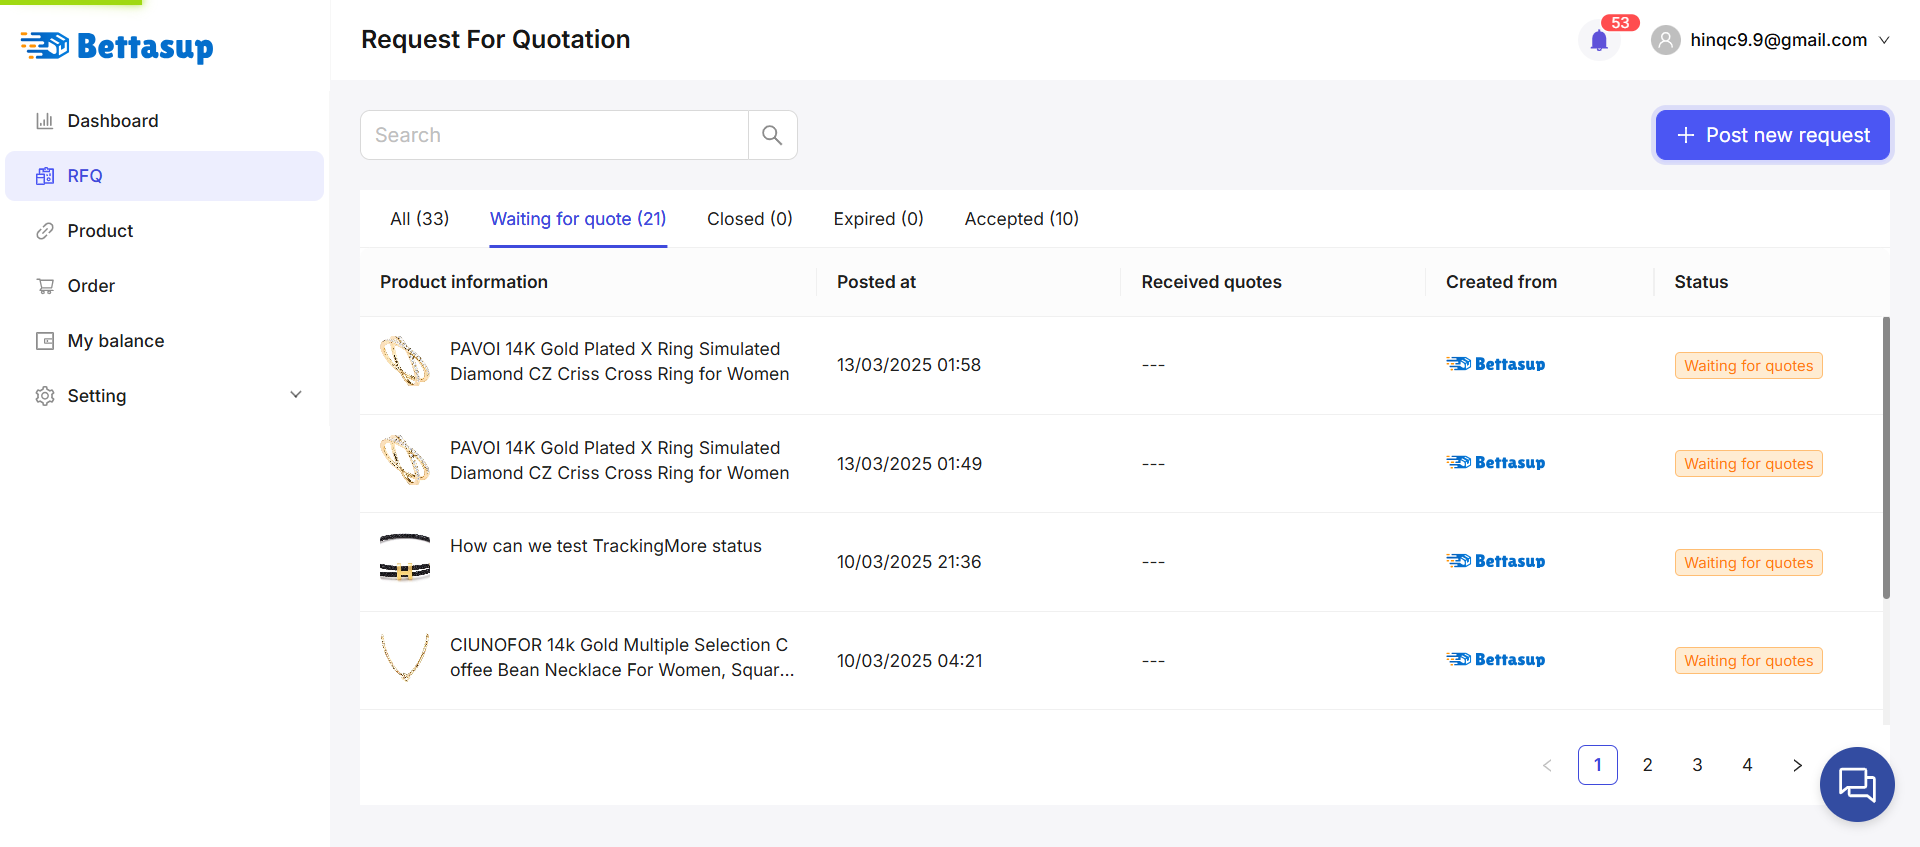 Bettasup
Request For Quotation
53
hinqc9.9@gmail.com
Dashboard
RFQ
Product
Order
My balance
Setting
Search
Post new request
All (33)
Waiting for quote (21)
Closed (0)
Expired (0)
Accepted (10)
Product information
Posted at
Received quotes
Created from
Status
PAVOI 14K Gold Plated X Ring Simulated
Diamond CZ Criss Cross Ring for Women
13/03/2025 01:58
---
Bettasup
Waiting for quotes
PAVOI 14K Gold Plated X Ring Simulated
Diamond CZ Criss Cross Ring for Women
13/03/2025 01:49
---
Bettasup
Waiting for quotes
How can we test TrackingMore status
10/03/2025 21:36
---
Bettasup
Waiting for quotes
CIUNOFOR 14k Gold Multiple Selection C
offee Bean Necklace For Women, Squar...
10/03/2025 04:21
---
Bettasup
Waiting for quotes
< 1 2 3 4 >